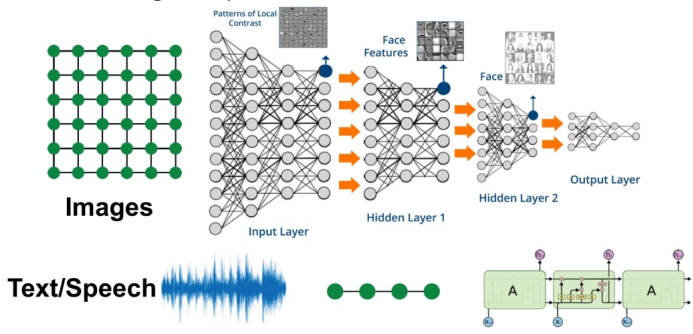 Patterns of Local
Contrast
Face
Features
Face
Output Layer
Hidden Layer 2
Hidden Layer 1
Input Layer
Images
Text/Speech
A
A